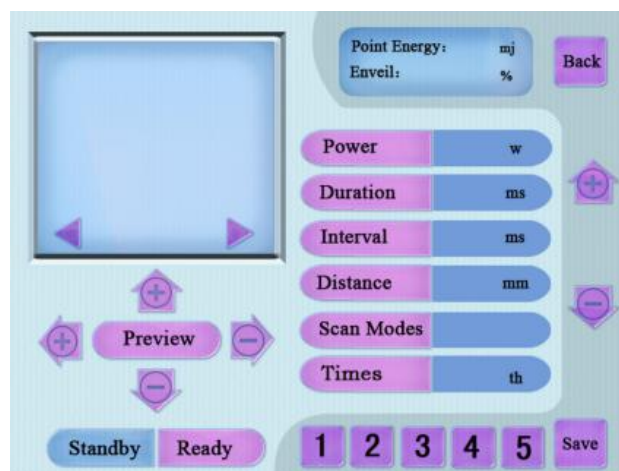 Point Energy: mj
Enveil: %
Back
Power w
Duration ms
Interval ms
Distance mm
Scan Modes
Times th
Preview
Standby Ready
1 2 3 4 5 Save